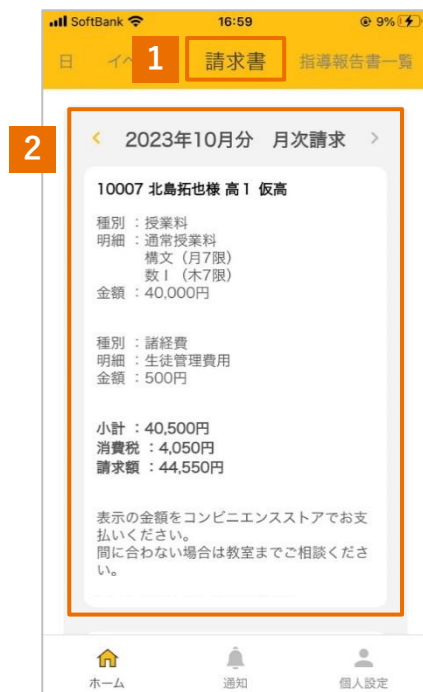 SoftBank 16:59 9%
日 イベ 1 請求書 指導報告書一覧
2
< 2023年10月分 月次請求 >
10007 北島拓也様 高1 仮高
種別：授業料
明細：通常授業料
構文（月7限）
数Ⅰ（木7限）
金額：40,000円
種別：諸経費
明細：生徒管理費用
金額：500円
小計：40,500円
消費税：4,050円
請求額：44,550円
表示の金額をコンビニエンスストアでお支
払いください。
間に合わない場合は教室までご相談くださ
い。
ホーム 通知 個人設定